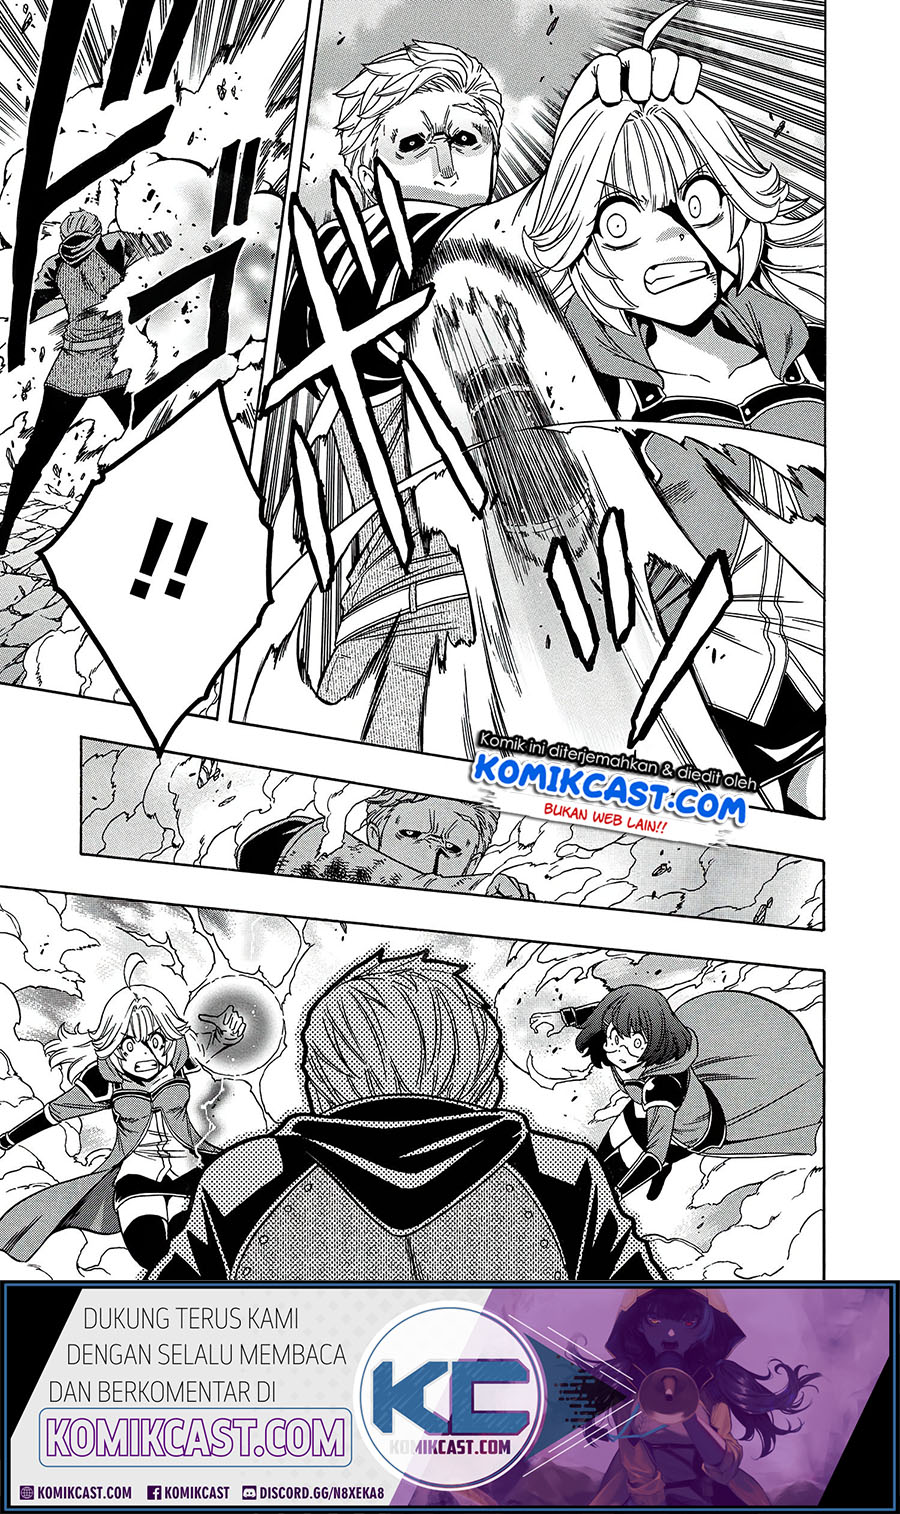 ドド
ゴ
!!
Komik ini diterjemahkan & diedit oleh
KOMIKCAST.COM
BUKAN WEB LAIN!!
DUKUNG TERUS KAMI
DENGAN SELALU MEMBACA
DAN BERKOMENTAR DI
KOMIKCAST.COM
KC
KOMIKCAST.COM
KOMIKCAST.COM KOMIKCAST DISCORD.GG/N8XEKA8